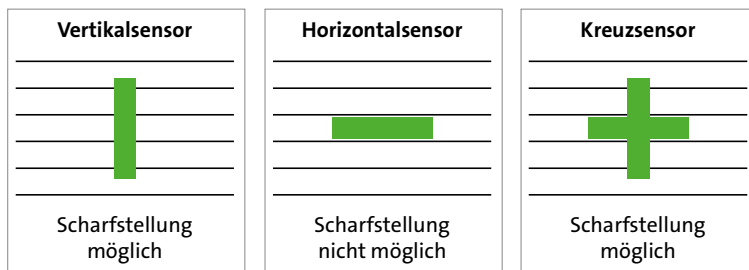 Vertikalsensor
Scharfstellung
möglich
Horizontalsensor
Scharfstellung
nicht möglich
Kreuzsensor
Scharfstellung
möglich